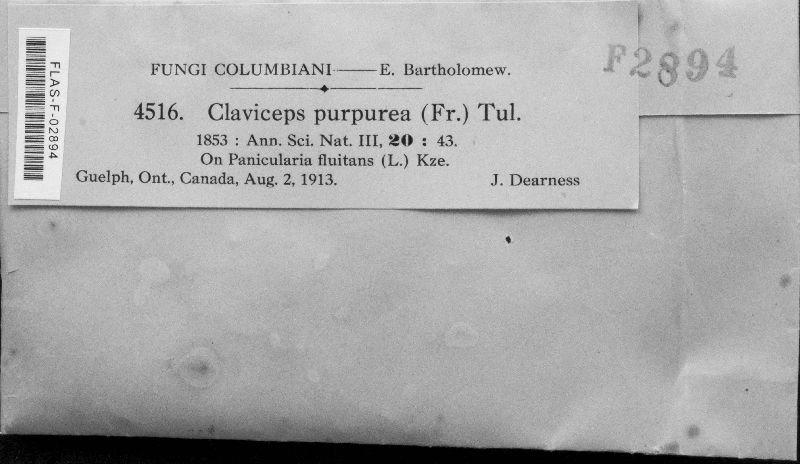 FUNGI COLUMBIANI——E. Bartholomew.
F2894
FLAS-F-02894
4516. Claviceps purpurea (Fr.) Tul.
1853 : Ann. Sci. Nat. III, 20 : 43.
On Panicularia fluitans (L.) Kze.
Guelph, Ont., Canada, Aug. 2, 1913. J. Dearness